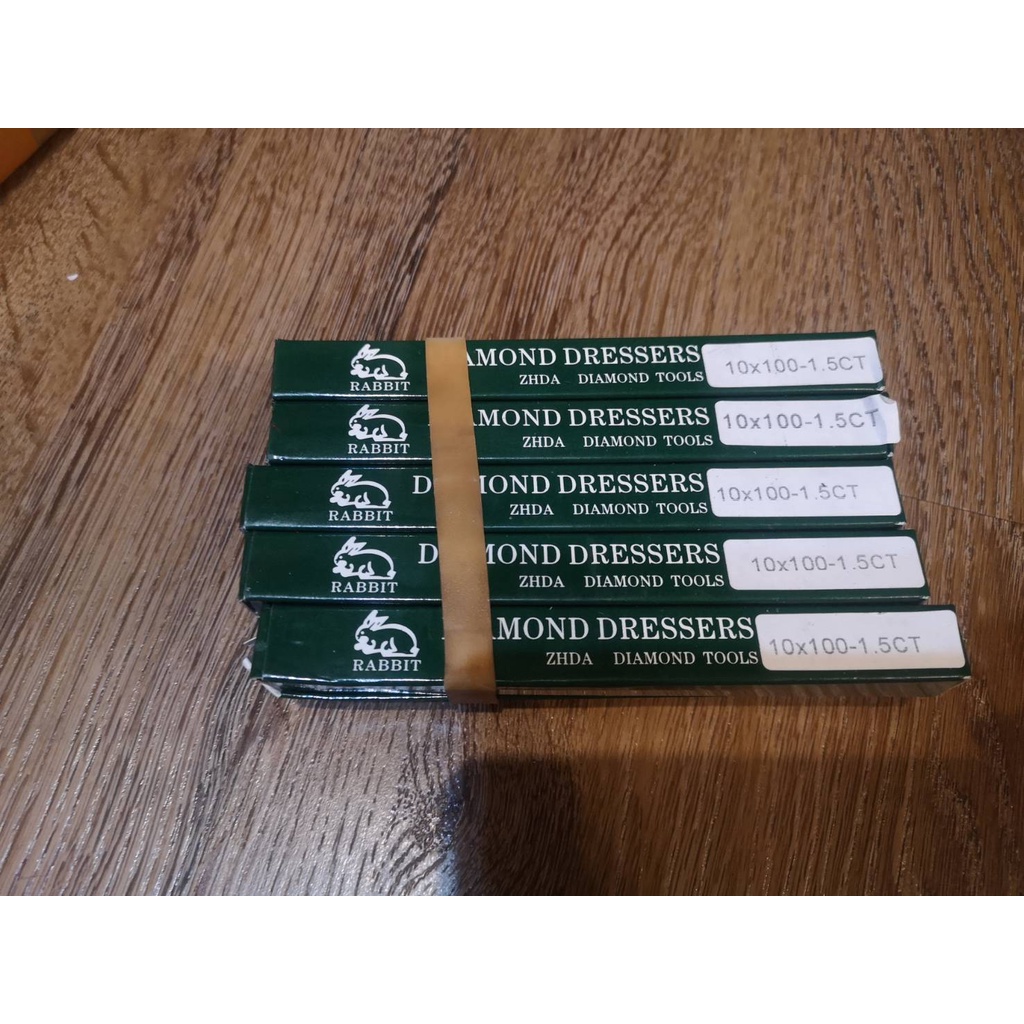 RABBIT
AMOND DRESSERS
ZHDA DIAMOND TOOLS
10x100-1.5CT
RABBIT
AMOND DRESSERS
ZHDA DIAMOND TOOLS
10x100-1.5CT
RABBIT
D MOND DRESSERS
ZHDA DIAMOND TOOLS
10x100-1.5CT
RABBIT
D MOND DRESSERS
ZHDA DIAMOND TOOLS
10x100-1.5CT
RABBIT
AMOND DRESSERS
ZHDA DIAMOND TOOLS
10x100-1.5CT